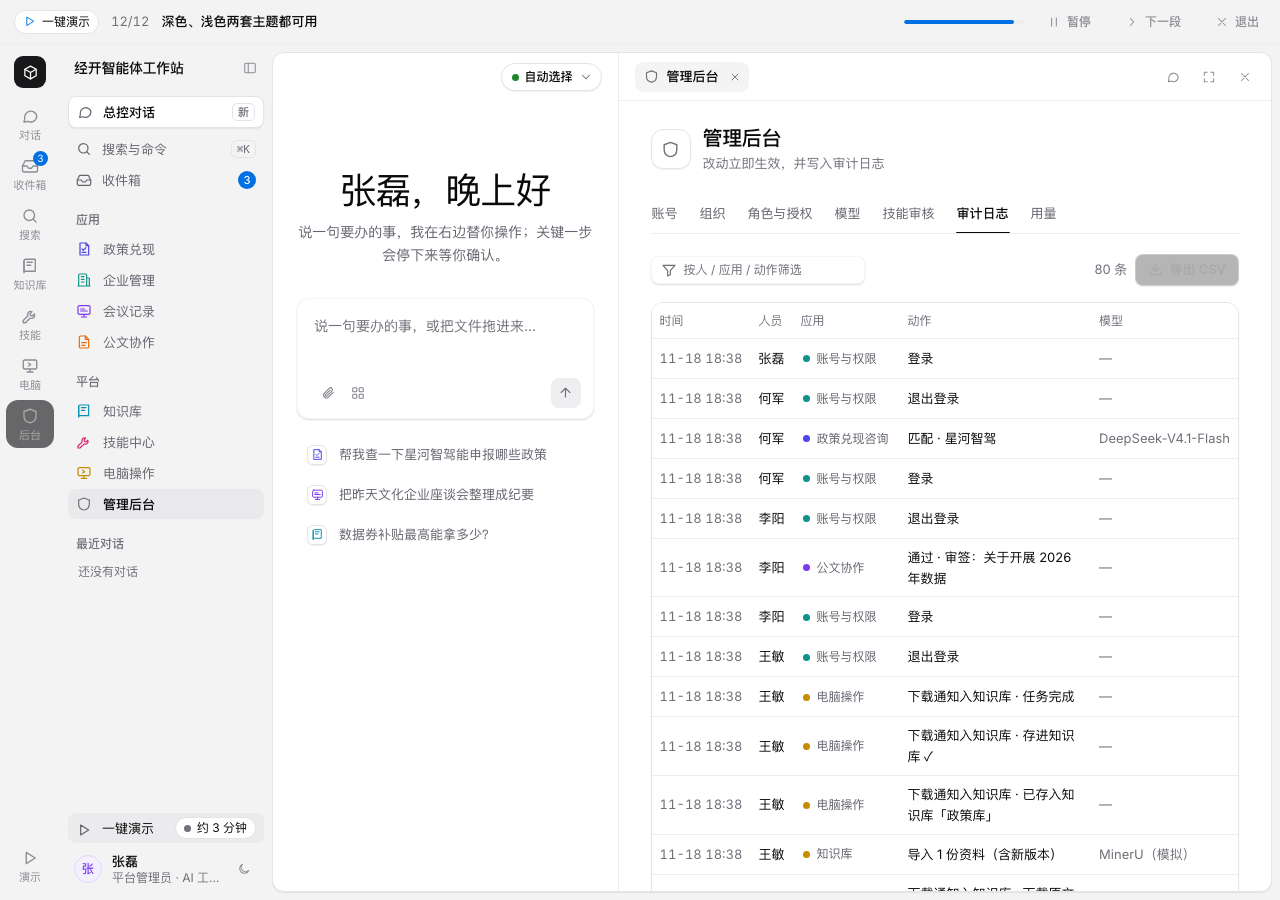 一键演示
12/12
深色、浅色两套主题都可用
暂停
下一段
退出
对话
3
收件箱
搜索
知识库
技能
电脑
后台
演示
经开智能体工作站
总控对话
新
搜索与命令
⌘K
收件箱
3
应用
政策兑现
企业管理
会议记录
公文协作
平台
知识库
技能中心
电脑操作
管理后台
最近对话
还没有对话
一键演示
约 3 分钟
张
张磊
平台管理员 · AI 工...
自动选择
张磊，晚上好
说一句要办的事，我在右边替你操作；关键一步
会停下来等你确认。
说一句要办的事，或把文件拖进来...
帮我查一下星河智驾能申报哪些政策
把昨天文化企业座谈会整理成纪要
数据券补贴最高能拿多少?
管理后台
管理后台
改动立即生效，并写入审计日志
账号 组织 角色与授权 模型 技能审核 审计日志 用量
按人 / 应用 / 动作筛选
80 条
导出 CSV
时间 人员 应用 动作 模型
11-18 18:38 张磊 账号与权限 登录 —
11-18 18:38 何军 账号与权限 退出登录 —
11-18 18:38 何军 政策兑现咨询 匹配 · 星河智驾 DeepSeek-V4.1-Flash
11-18 18:38 何军 账号与权限 登录 —
11-18 18:38 李阳 账号与权限 退出登录 —
11-18 18:38 李阳 公文协作 通过 · 审签：关于开展 2026
年数据 —
11-18 18:38 李阳 账号与权限 登录 —
11-18 18:38 王敏 账号与权限 退出登录 —
11-18 18:38 王敏 电脑操作 下载通知入知识库 · 任务完成 —
11-18 18:38 王敏 电脑操作 下载通知入知识库 · 存进知识
库 ✓ —
11-18 18:38 王敏 电脑操作 下载通知入知识库 · 已存入知
识库「政策库」 —
11-18 18:38 王敏 知识库 导入 1 份资料（含新版本） MinerU（模拟）